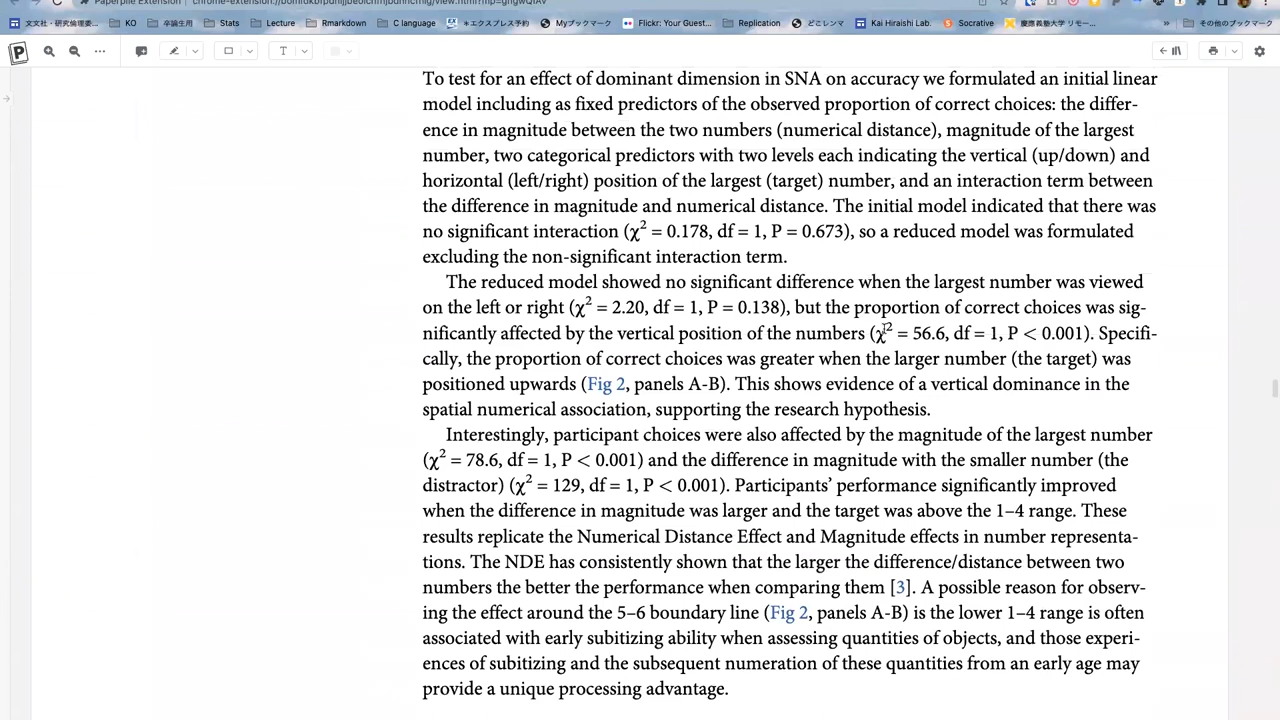 文文社・社研大
KO
卒論生用
Stats
Lecture
Rmarkdown
C language
＊エクスプレス予約
Myブックマーク
Flickr: Your Guest...
Replication
どこレンマ
Kai Hiraishi Lab.
Socrative
慶應義塾大学 リモー...
»
その他のブックマーク
T
To test for an effect of dominant dimension in SNA on accuracy we formulated an initial linear
model including as fixed predictors of the observed proportion of correct choices: the differ-
ence in magnitude between the two numbers (numerical distance), magnitude of the largest
number, two categorical predictors with two levels each indicating the vertical (up/down) and
horizontal (left/right) position of the largest (target) number, and an interaction term between
the difference in magnitude and numerical distance. The initial model indicated that there was
no significant interaction (χ² = 0.178, df = 1, P = 0.673), so a reduced model was formulated
excluding the non-significant interaction term.
The reduced model showed no significant difference when the largest number was viewed
on the left or right (χ² = 2.20, df = 1, P = 0.138), but the proportion of correct choices was sig-
nificantly affected by the vertical position of the numbers (χ² = 56.6, df = 1, P < 0.001). Specifi-
cally, the proportion of correct choices was greater when the larger number (the target) was
positioned upwards (Fig 2, panels A-B). This shows evidence of a vertical dominance in the
spatial numerical association, supporting the research hypothesis.
Interestingly, participant choices were also affected by the magnitude of the largest number
(χ² = 78.6, df = 1, P < 0.001) and the difference in magnitude with the smaller number (the
distractor) (χ² = 129, df = 1, P < 0.001). Participants' performance significantly improved
when the difference in magnitude was larger and the target was above the 1–4 range. These
results replicate the Numerical Distance Effect and Magnitude effects in number representa-
tions. The NDE has consistently shown that the larger the difference/distance between two
numbers the better the performance when comparing them [3]. A possible reason for observ-
ing the effect around the 5–6 boundary line (Fig 2, panels A-B) is the lower 1–4 range is often
associated with early subitizing ability when assessing quantities of objects, and those experi-
ences of subitizing and the subsequent numeration of these quantities from an early age may
provide a unique processing advantage.